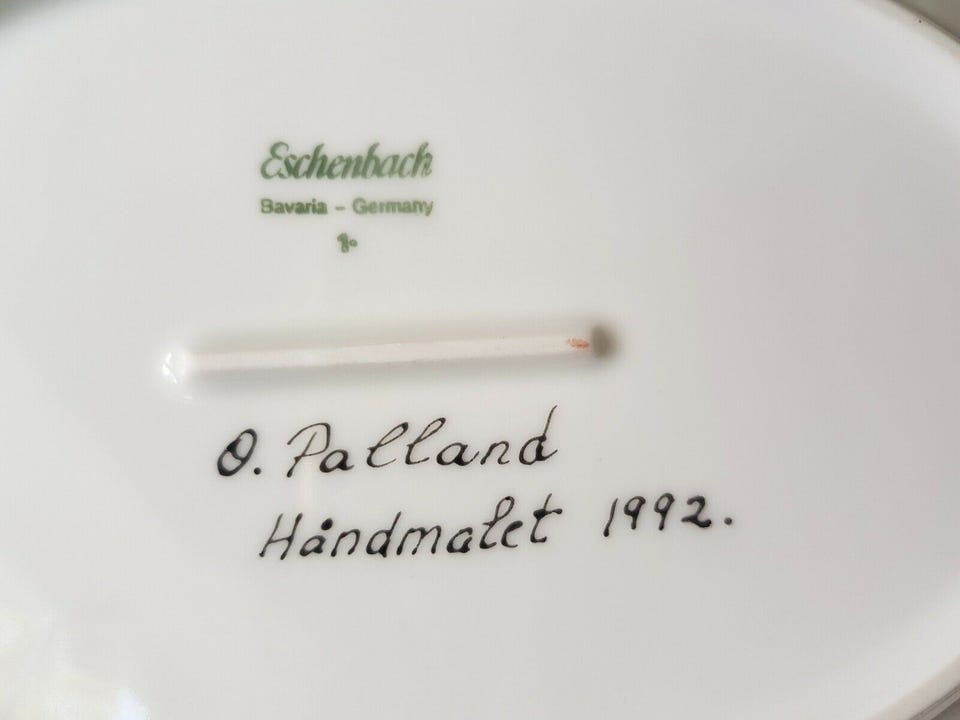 Eschenbach
Bavaria - Germany
O. Palland
Håndmalet 1992.